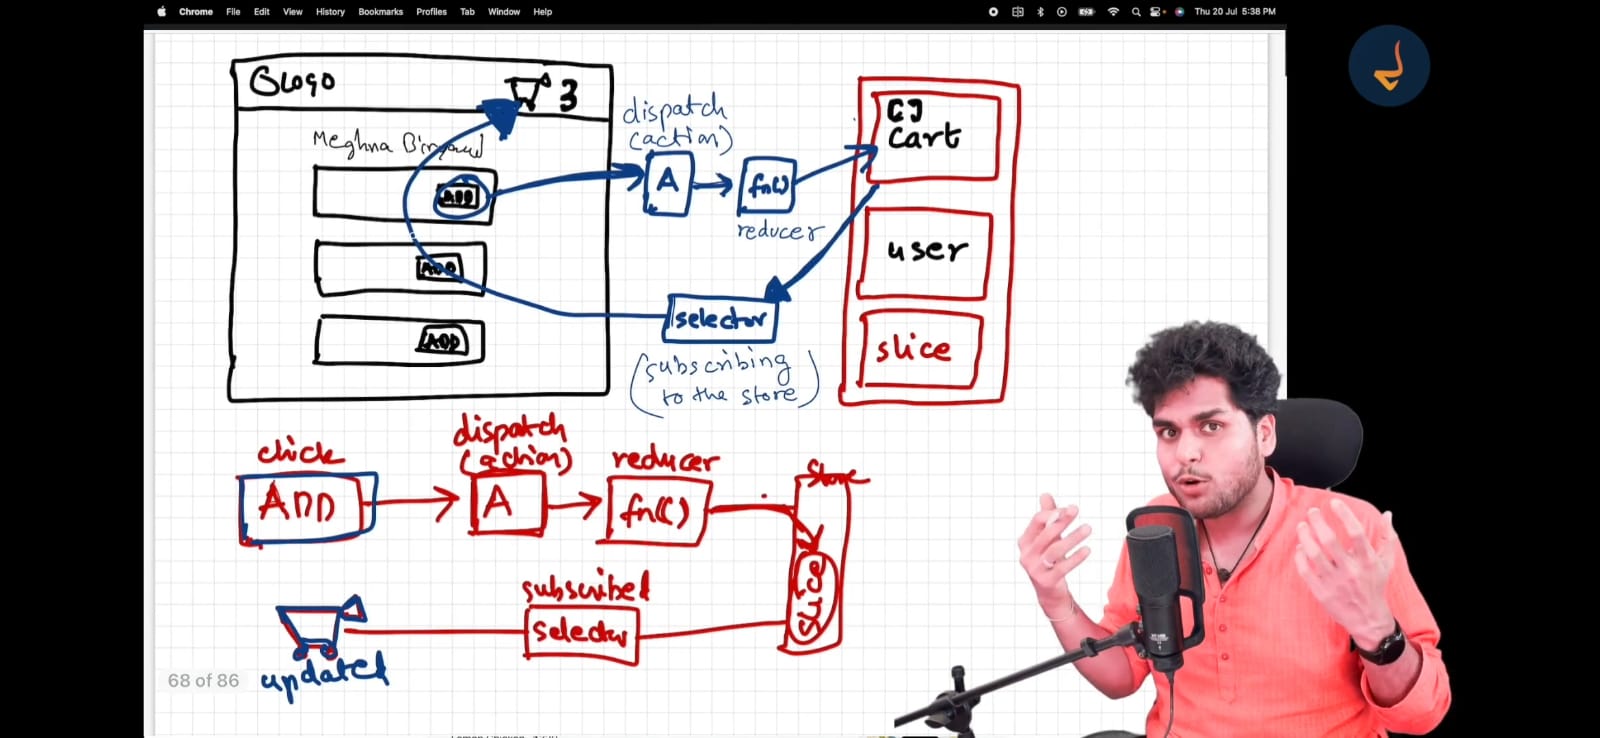 Chrome File Edit View History Bookmarks Profiles Tab Window Help
Thu 20 Jul 5:38 PM
Logo
3
Meghna
ADD
ADD
ADD
dispatch
(action)
A
fn()
reducer
selector
(subscribing
to the store)
cart
user
slice
click
ADD
dispatch
(action)
A
reducer
fn()
Store
slice
subscribed
selector
updated
68 of 86